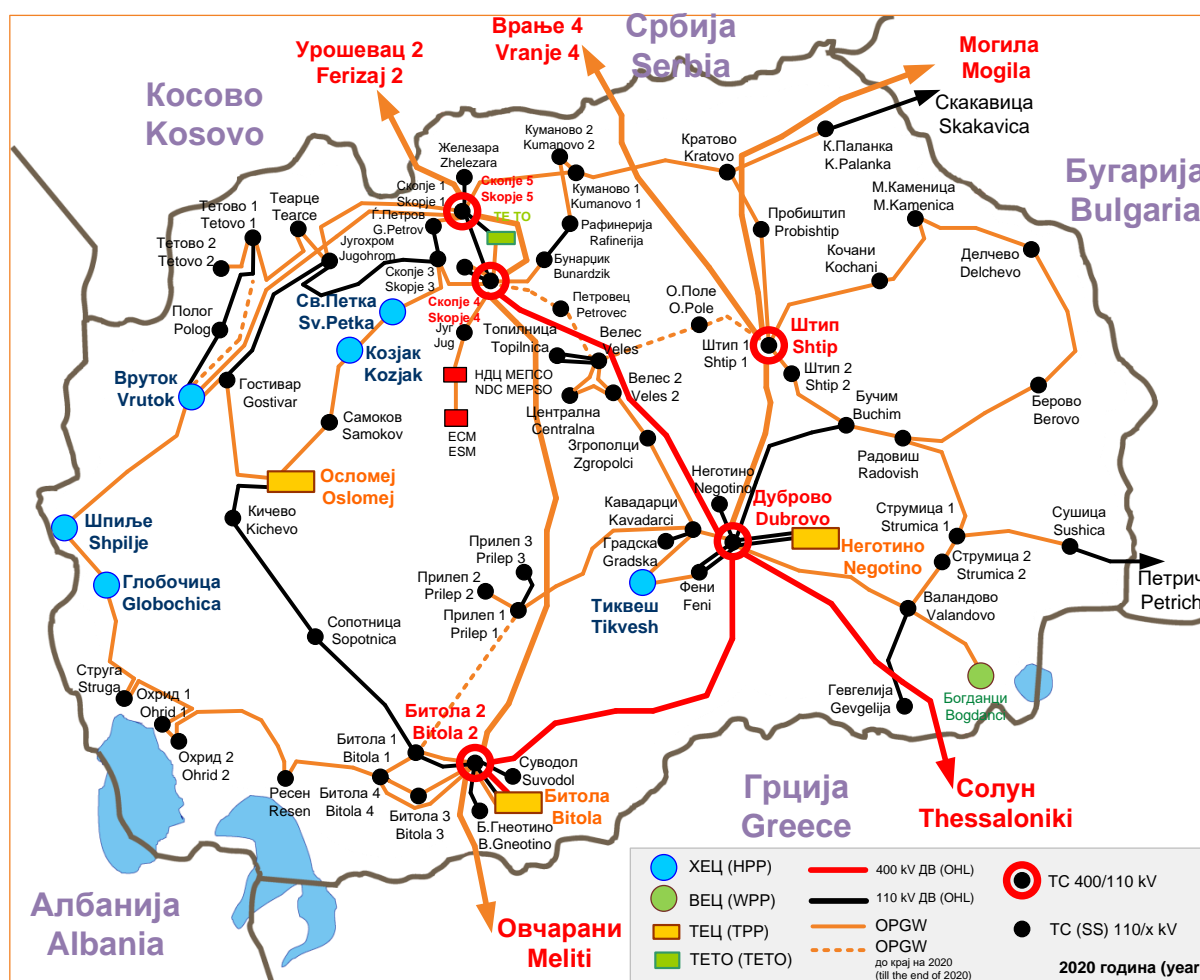 Врање 4
Vranje 4
Србија
Serbia
Урошевац 2
Ferizaj 2
Могила
Mogila
Скакавица
Skakavica
Косово
Kosovo
Бугарија
Bulgaria
Железара
Zhelezara
Куманово 2
Kumanovo 2
Кратово
Kratovo
К.Паланка
K.Palanka
Скопје 1
Skopje 1
Скопје 5
Skopje 5
Куманово 1
Kumanovo 1
М.Каменица
M.Kamenica
Тетово 1
Tetovo 1
Теарце
Tearce
Ѓ.Петров
G.Petrov
ТЕ ТО
Рафинерија
Rafinerija
Пробиштип
Probishtip
Тетово 2
Tetovo 2
Југохром
Jugohrom
Скопје 3
Skopje 3
Бунарџик
Bunardzik
Кочани
Kochani
Делчево
Delchevo
Св.Петка
Sv.Petka
Скопје 4
Skopje 4
Петровец
Petrovec
О.Поле
O.Pole
Полог
Polog
Југ
Jug
Топилница
Topilnica
Велес
Veles
Штип 1
Shtip 1
Штип
Shtip
Козјак
Kozjak
Вруток
Vrutok
Гостивар
Gostivar
НДЦ МЕПСО
NDC MEPSO
Велес 2
Veles 2
Штип 2
Shtip 2
Централна
Centralna
Бучим
Buchim
Берово
Berovo
Самоков
Samokov
ЕСМ
ESM
Згрополци
Zgropolci
Радовиш
Radovish
Осломеј
Oslomej
Неготино
Negotino
Дуброво
Dubrovo
Кичево
Kichevo
Кавадарци
Kavadarci
Струмица 1
Strumica 1
Сушица
Sushica
Шпиље
Shpilje
Прилеп 3
Prilep 3
Градска
Gradska
Неготино
Negotino
Струмица 2
Strumica 2
Петрич
Petrich
Глобочица
Globochica
Прилеп 2
Prilep 2
Тиквеш
Tikvesh
Фени
Feni
Валандово
Valandovo
Прилеп 1
Prilep 1
Сопотница
Sopotnica
Струга
Struga
Охрид 1
Ohrid 1
Гевгелија
Gevgelija
Богданци
Bogdanci
Битола 2
Bitola 2
Охрид 2
Ohrid 2
Битола 1
Bitola 1
Суводол
Suvodol
Ресен
Resen
Битола 4
Bitola 4
Битола 3
Bitola 3
Б.Гнеотино
B.Gneotino
Битола
Bitola
Грција
Greece
Солун
Thessaloniki
Албанија
Albania
Овчарани
Meliti
ХЕЦ (HPP)
ВЕЦ (WPP)
ТЕЦ (TPP)
ТЕТО (TETO)
400 kV ДВ (OHL)
110 kV ДВ (OHL)
OPGW
OPGW
до крај на 2020
(till the end of 2020)
ТС 400/110 kV
ТС (SS) 110/x kV
2020 година (year